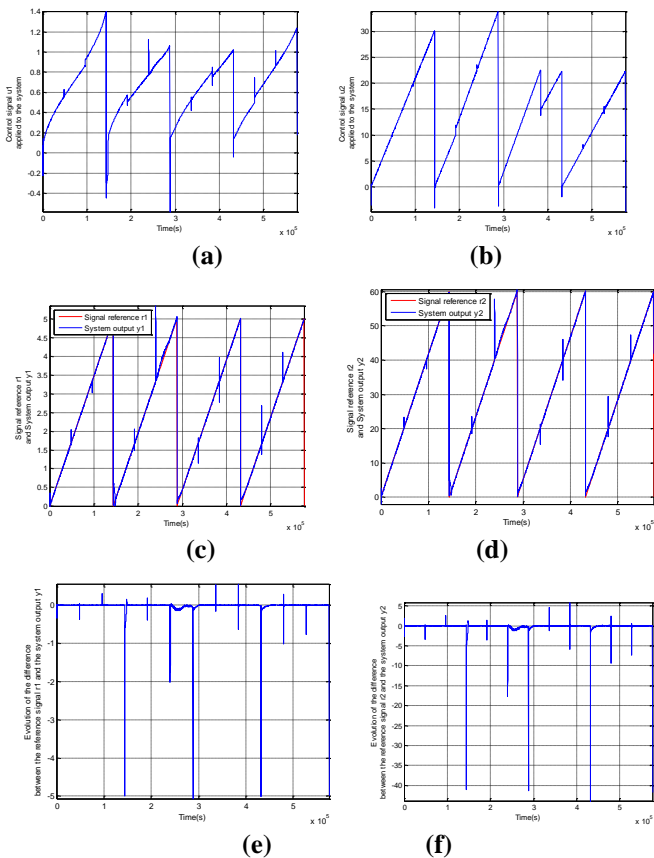 1.4
1.2
1
0.8
0.6
0.4
0.2
0
-0.2
-0.4
Control signal u1
applied to the system
0 1 2 3 4 5
Time(s)
x 10^5
(a)
30
25
20
15
10
5
0
Control signal u2
applied to the system
0 1 2 3 4 5
Time(s)
x 10^5
(b)
5
4.5
4
3.5
3
2.5
2
1.5
1
0.5
0
Signal reference r1
and System output y1
Signal reference r1
System output y1
0 1 2 3 4 5
Time(s)
x 10^5
(c)
60
50
40
30
20
10
0
Signal reference r2
and System output y2
Signal reference r2
System output y2
0 1 2 3 4 5
Time(s)
x 10^5
(d)
0
-1
-2
-3
-4
-5
Evolution of the difference
between the reference signal r1 and the system output y1
0 1 2 3 4 5
Time(s)
x 10^5
(e)
5
0
-5
-10
-15
-20
-25
-30
-35
-40
Evolution of the difference
between the reference signal r2 and the system output y2
0 1 2 3 4 5
Time(s)
x 10^5
(f)